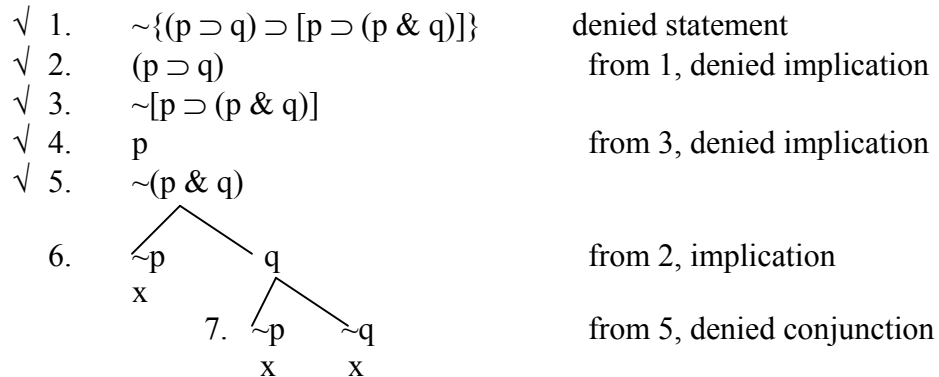 √ 1. ~{(p ⊃ q) ⊃ [p ⊃ (p & q)]} denied statement
√ 2. (p ⊃ q) from 1, denied implication
√ 3. ~[p ⊃ (p & q)]
√ 4. p from 3, denied implication
√ 5. ~(p & q)
6. ~p q from 2, implication
x
7. ~p ~q from 5, denied conjunction
x x